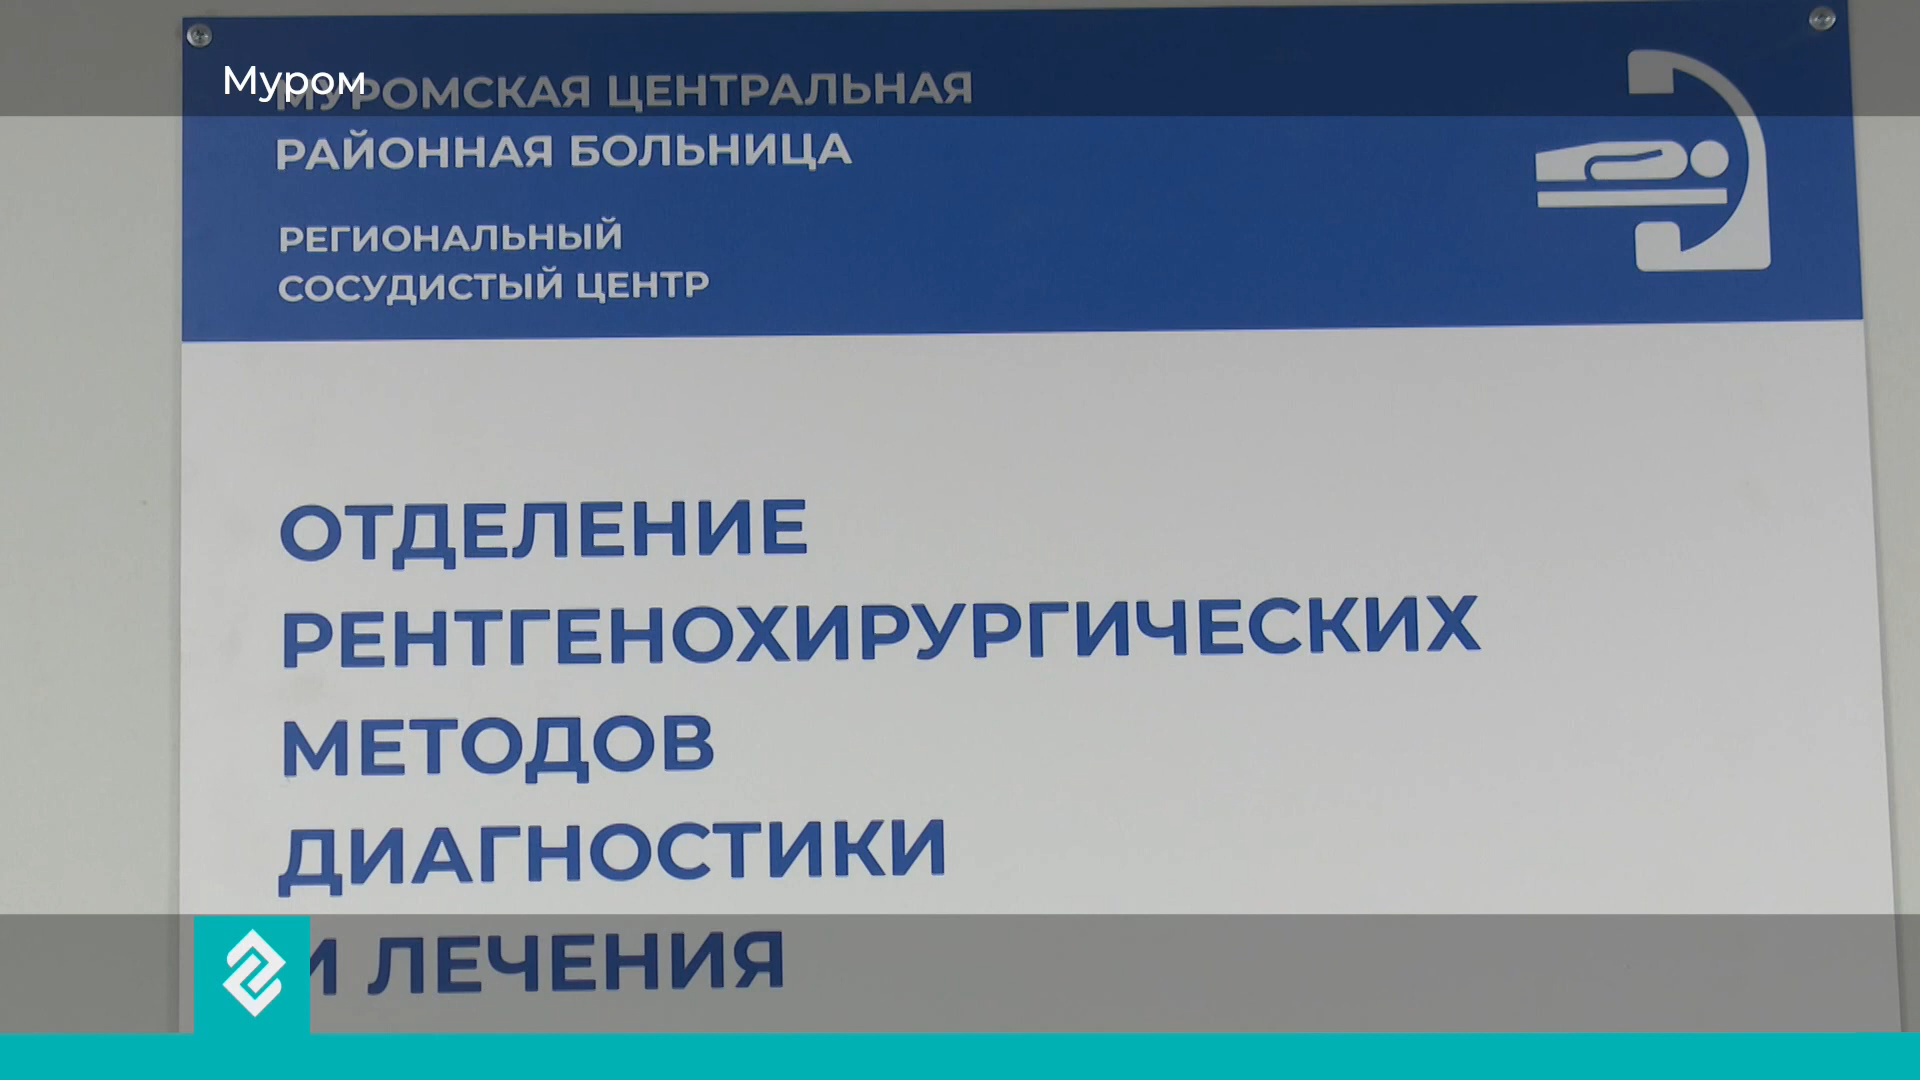 Муром
МУРОМСКАЯ ЦЕНТРАЛЬНАЯ
РАЙОННАЯ БОЛЬНИЦА
РЕГИОНАЛЬНЫЙ
СОСУДИСТЫЙ ЦЕНТР
ОТДЕЛЕНИЕ
РЕНТГЕНОХИРУРГИЧЕСКИХ
МЕТОДОВ
ДИАГНОСТИКИ
И ЛЕЧЕНИЯ